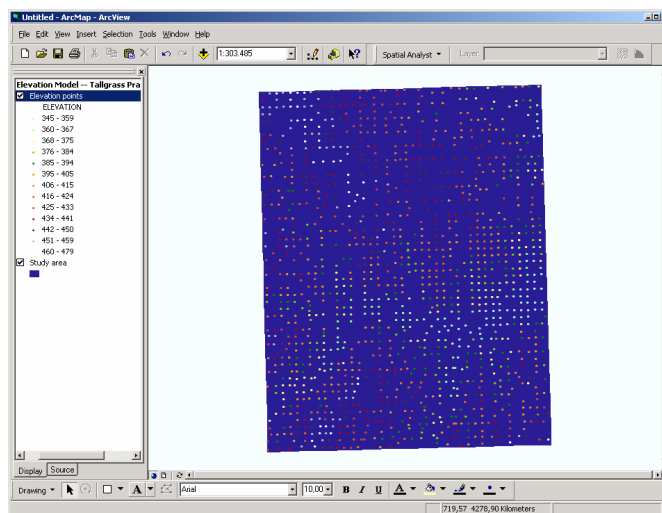 Untitled - ArcMap - ArcView
File Edit View Insert Selection Tools Window Help
1:303.485 Spatial Analyst Layer:
Elevation Model -- Tallgrass Pra
Elevation points
ELEVATION
345 - 359
360 - 367
368 - 375
376 - 384
385 - 394
395 - 405
406 - 415
416 - 424
425 - 433
434 - 441
442 - 450
451 - 459
460 - 479
Study area
Display Source
Drawing A Arial 10,00 B I U A
719,57 4278,90 Kilometers